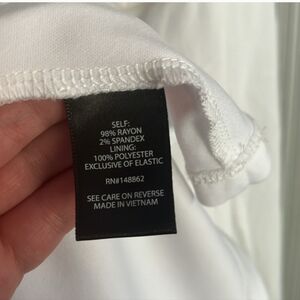 SELF:
98% RAYON
2% SPANDEX
LINING:
100% POLYESTER
EXCLUSIVE OF ELASTIC
RN#148862
SEE CARE ON REVERSE
MADE IN VIETNAM